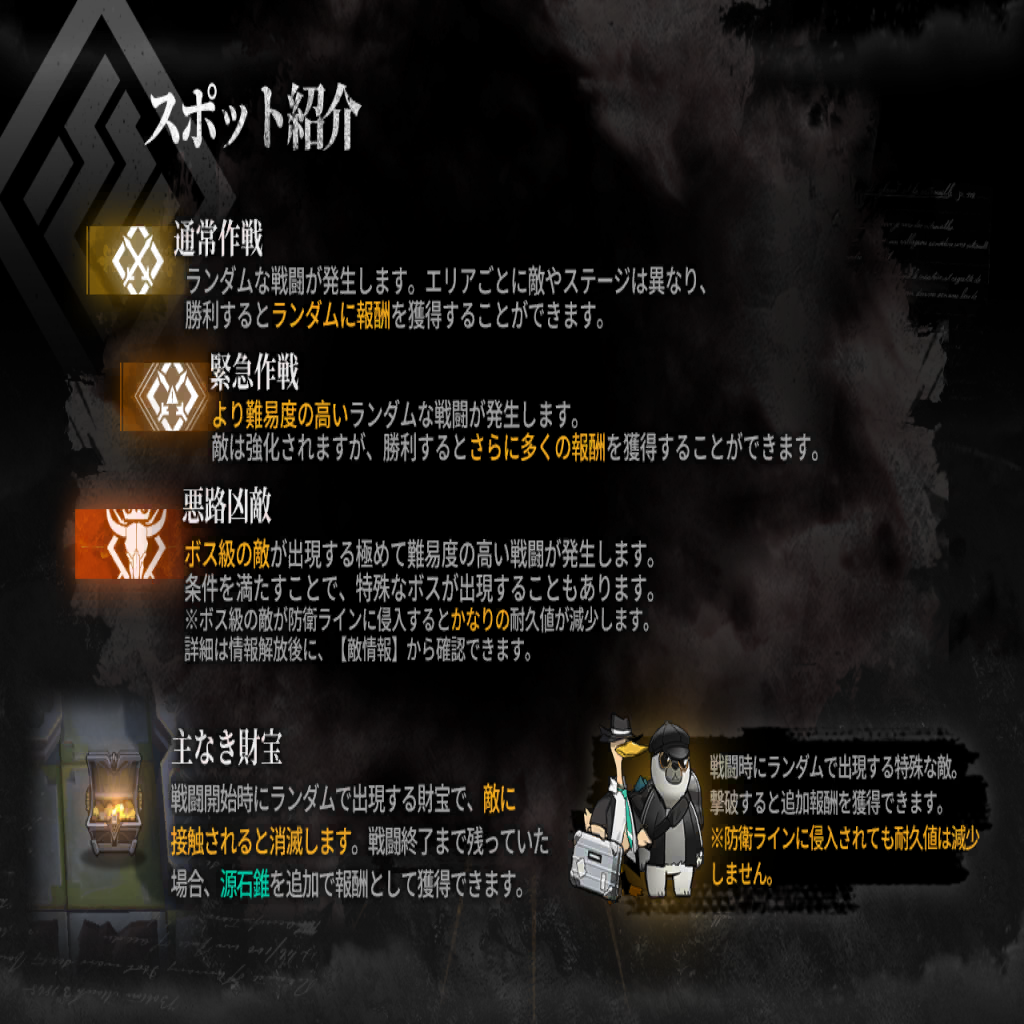 スポット紹介
通常作戦
ランダムな戦闘が発生します。エリアごとに敵やステージは異なり、
勝利するとランダムに報酬を獲得することができます。
緊急作戦
より難易度の高いランダムな戦闘が発生します。
敵は強化されますが、勝利するとさらに多くの報酬を獲得することができます。
悪路凶敵
ボス級の敵が出現する極めて難易度の高い戦闘が発生します。
条件を満たすことで、特殊なボスが出現することもあります。
※ボス級の敵が防衛ラインに侵入するとかなりの耐久値が減少します。
詳細は情報解放後に、【敵情報】から確認できます。
主なき財宝
戦闘開始時にランダムで出現する財宝で、敵に
接触されると消滅します。戦闘終了まで残っていた
場合、源石錐を追加で報酬として獲得できます。
戦闘時にランダムで出現する特殊な敵。
撃破すると追加報酬を獲得できます。
※防衛ラインに侵入されても耐久値は減少
しません。